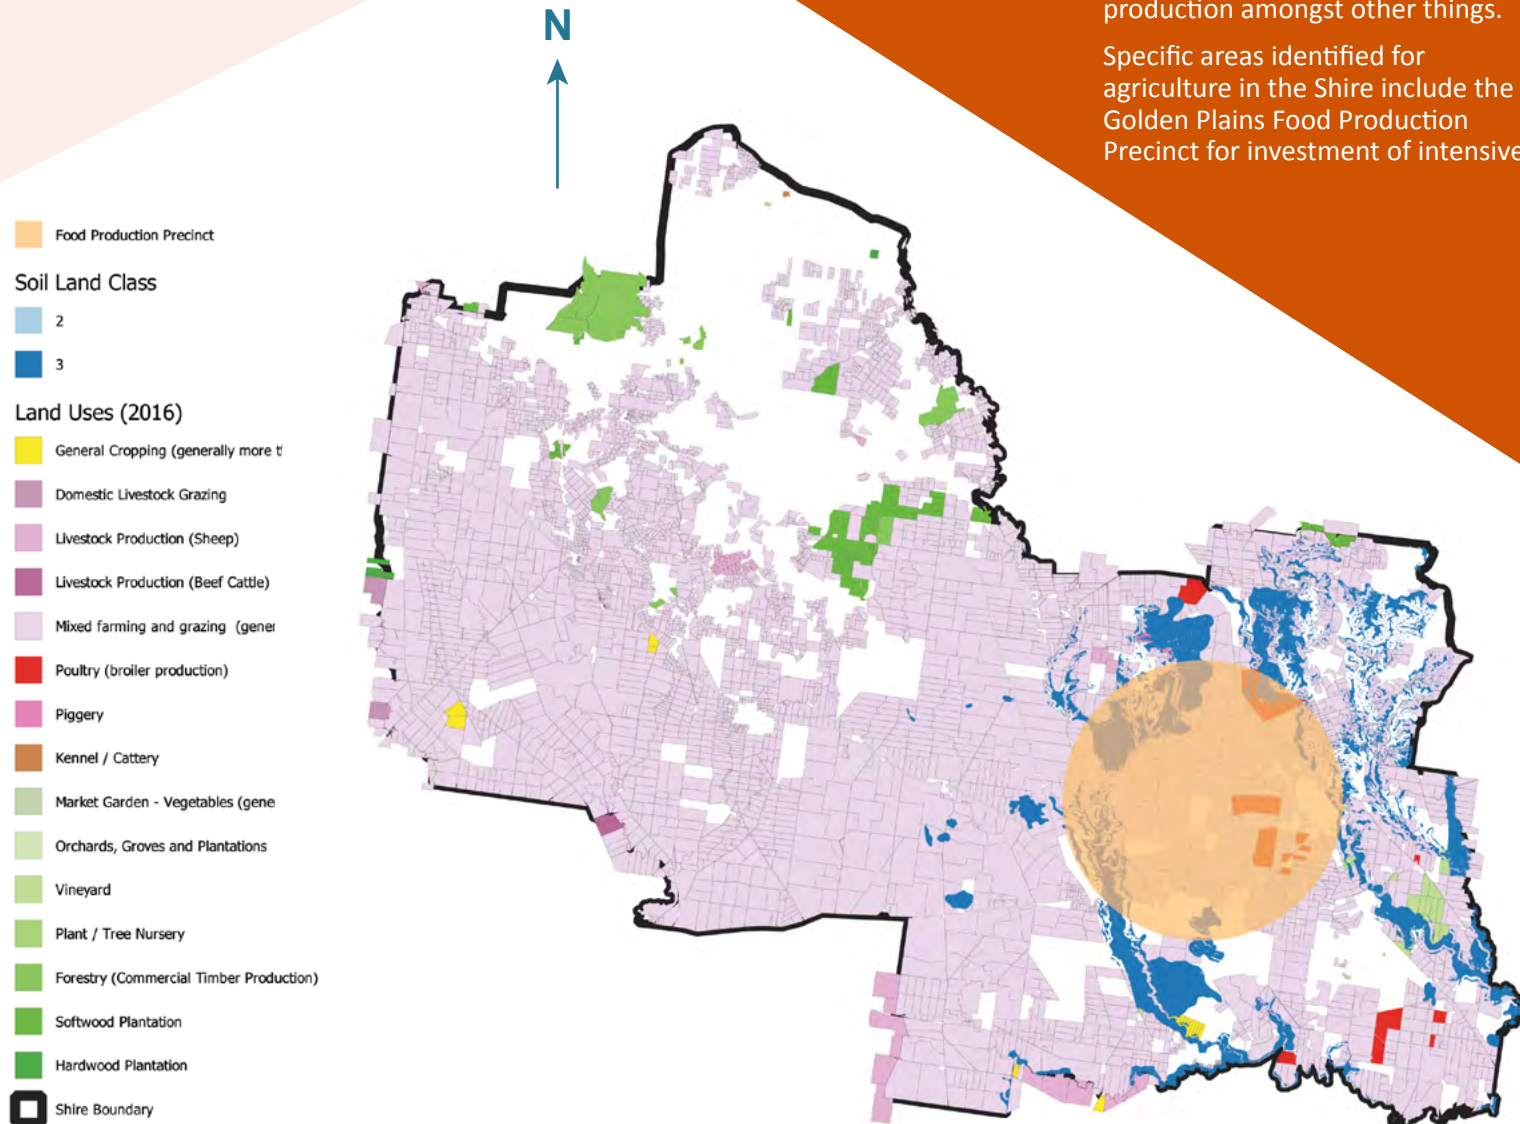 production amongst other things.
Specific areas identified for
agriculture in the Shire include the
Golden Plains Food Production
Precinct for investment of intensive
N
Food Production Precinct
Soil Land Class
2
3
Land Uses (2016)
General Cropping (generally more t
Domestic Livestock Grazing
Livestock Production (Sheep)
Livestock Production (Beef Cattle)
Mixed farming and grazing (gener
Poultry (broiler production)
Piggery
Kennel / Cattery
Market Garden - Vegetables (gene
Orchards, Groves and Plantations
Vineyard
Plant / Tree Nursery
Forestry (Commercial Timber Production)
Softwood Plantation
Hardwood Plantation
Shire Boundary